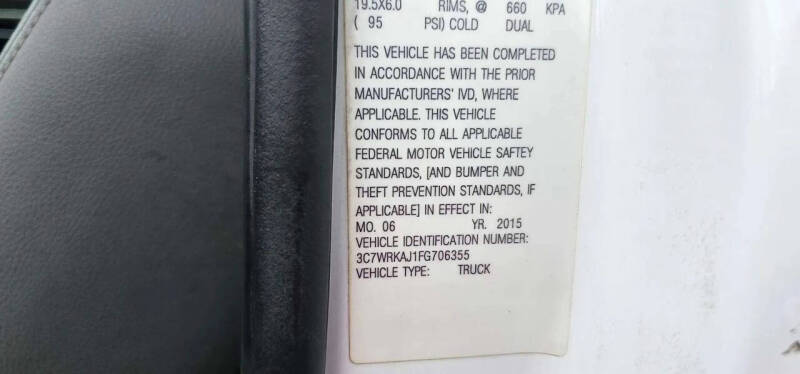 19.5X6.0 RIMS, @ 660 KPA
( 95 PSI) COLD DUAL
THIS VEHICLE HAS BEEN COMPLETED
IN ACCORDANCE WITH THE PRIOR
MANUFACTURERS' IVD, WHERE
APPLICABLE. THIS VEHICLE
CONFORMS TO ALL APPLICABLE
FEDERAL MOTOR VEHICLE SAFTEY
STANDARDS, [AND BUMPER AND
THEFT PREVENTION STANDARDS, IF
APPLICABLE] IN EFFECT IN:
MO. 06 YR. 2015
VEHICLE IDENTIFICATION NUMBER:
3C7WRKAJ1FG706355
VEHICLE TYPE: TRUCK